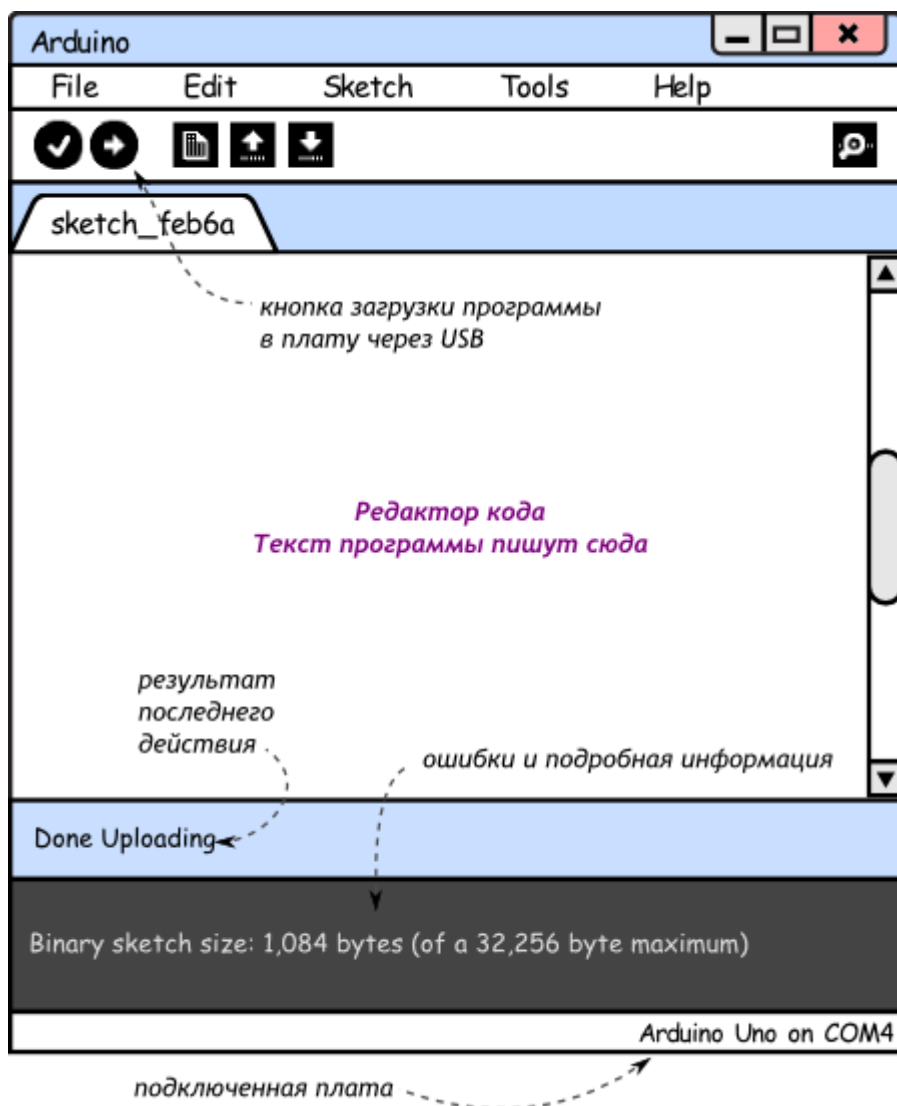 Arduino
File Edit Sketch Tools Help
sketch_feb6a
кнопка загрузки программы
в плату через USB
Редактор кода
Текст программы пишут сюда
результат
последнего
действия
ошибки и подробная информация
Done Uploading
Binary sketch size: 1,084 bytes (of a 32,256 byte maximum)
Arduino Uno on COM4
подключенная плата